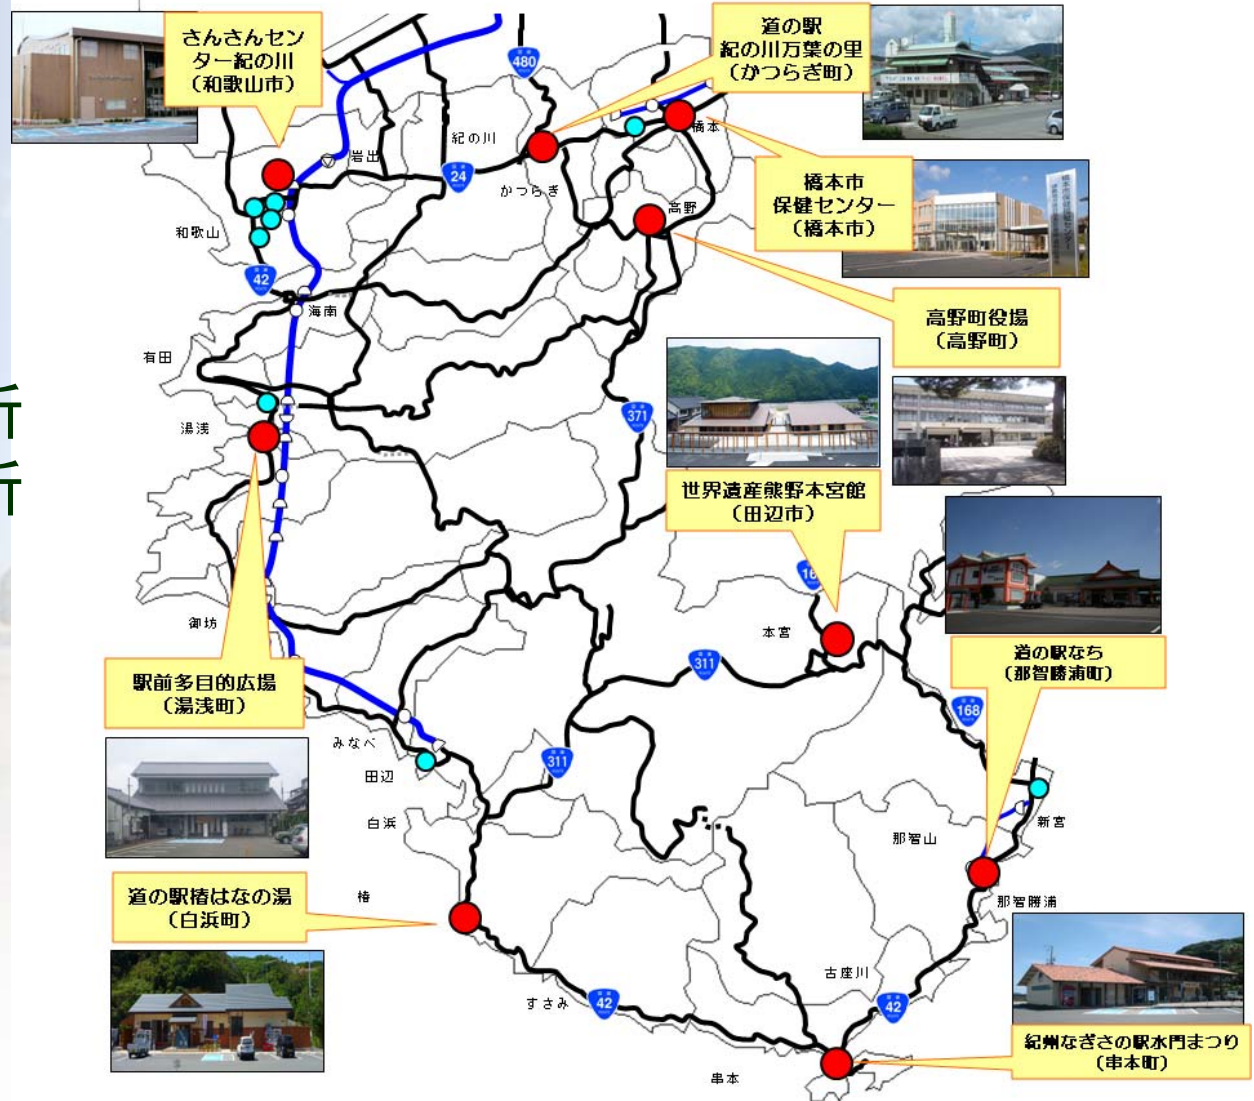 さんさんセン
ター紀の川
(和歌山市)
道の駅
紀の川万葉の里
(かつらぎ町)
橋本市
保健センター
(橋本市)
高野町役場
(高野町)
世界遺産熊野本宮館
(田辺市)
道の駅なち
(那智勝浦町)
駅前多目的広場
(湯浅町)
道の駅椿はなの湯
(白浜町)
紀州なぎさの駅水門まつり
(串本町)
480
24
42
371
311
311
168
42
42
16
紀の川
橋本
岩出
かつらぎ
高野
和歌山
海南
有田
湯浅
御坊
本宮
みなべ
田辺
白浜
椿
新宮
那智山
那智勝浦
古座川
すさみ
串本
所
所